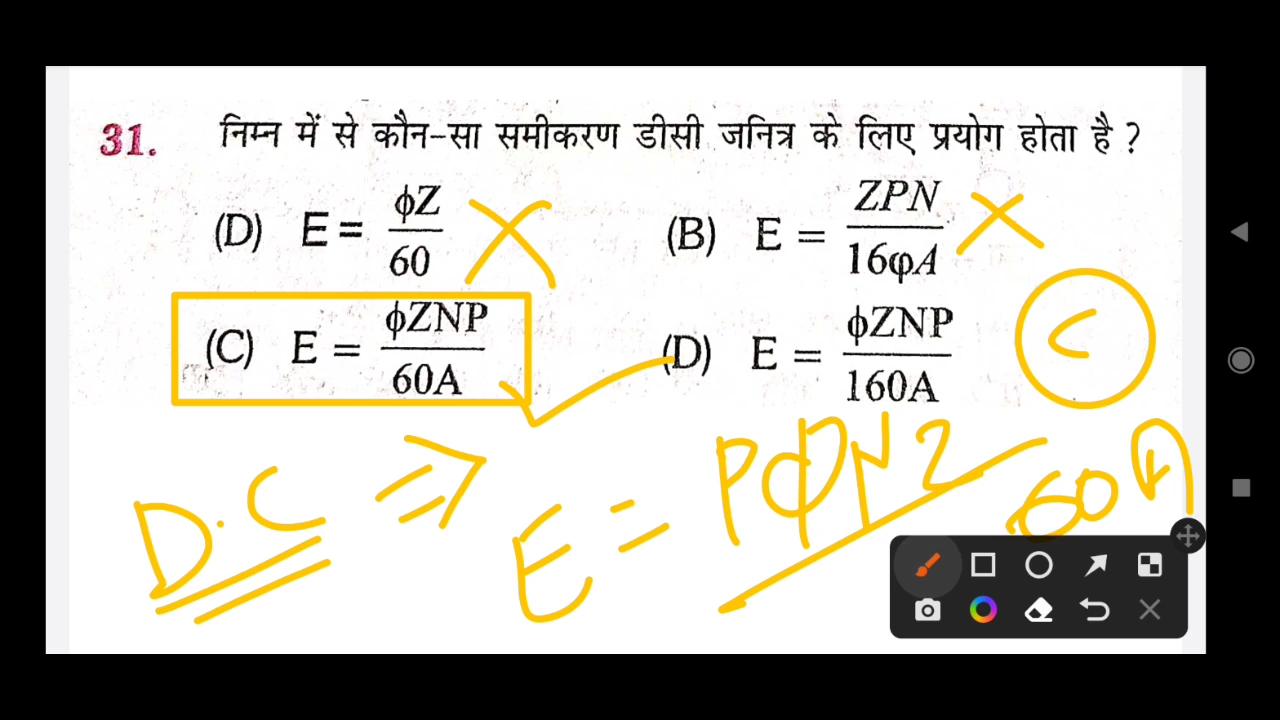 31. निम्न में से कौन-सा समीकरण डीसी जनित्र के लिए प्रयोग होता है ?
(D) E = ϕZ / 60 (B) E = ZPN / 16φA
(C) E = ϕZNP / 60A (D) E = ϕZNP / 160A
C
D.C ⇒ E = PΦNZ / 60A